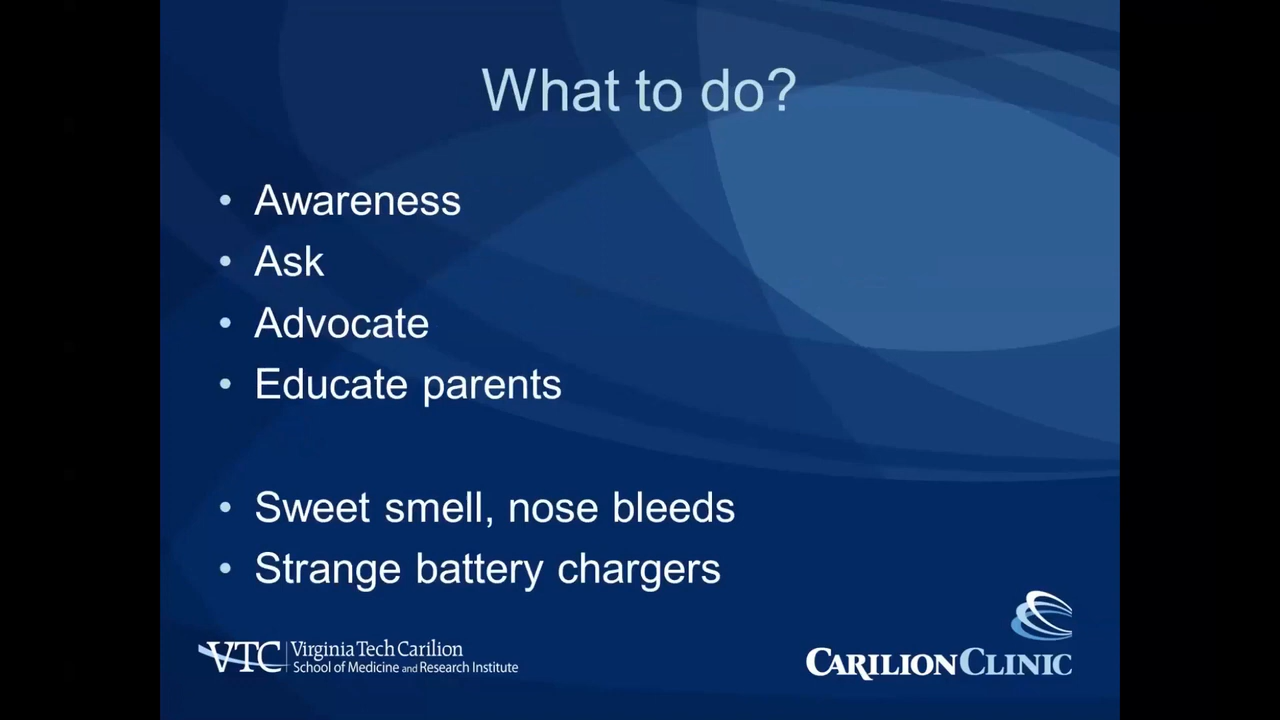 What to do?
• Awareness
• Ask
• Advocate
• Educate parents
• Sweet smell, nose bleeds
• Strange battery chargers
VTC Virginia Tech Carilion
School of Medicine and Research Institute
CARILION CLINIC